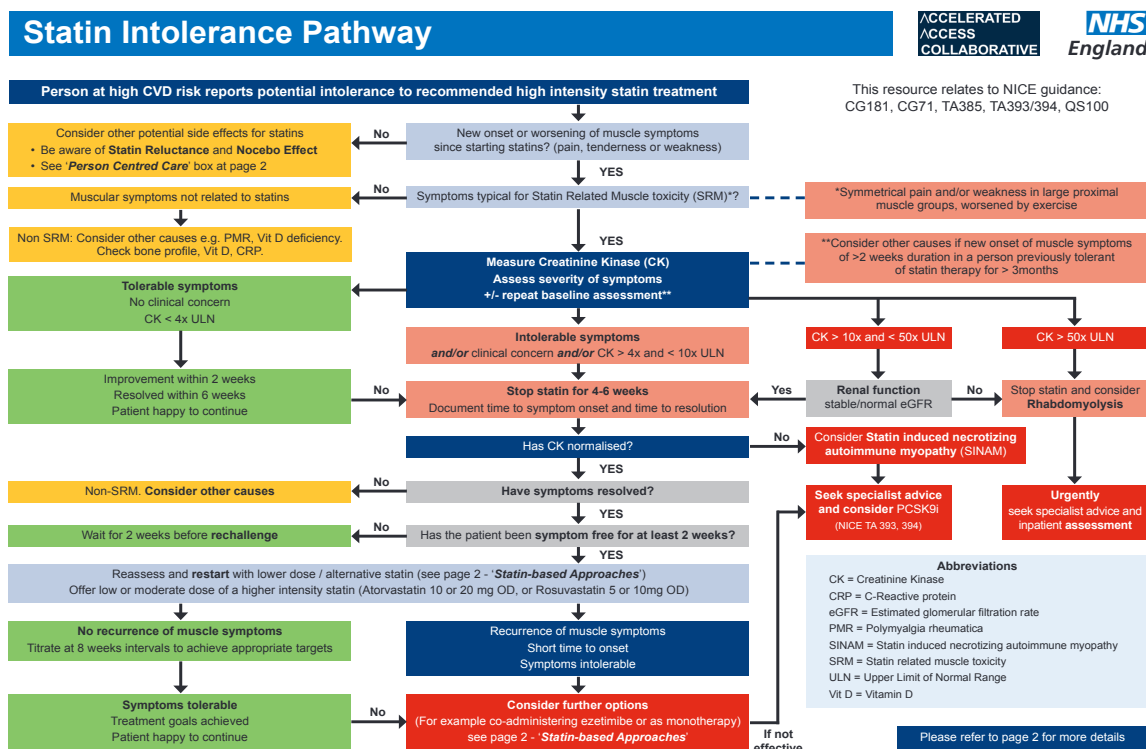 Statin Intolerance Pathway
ACCELERATED
ACCESS
COLLABORATIVE
NHS
England
Person at high CVD risk reports potential intolerance to recommended high intensity statin treatment
This resource relates to NICE guidance:
CG181, CG71, TA385, TA393/394, QS100
Consider other potential side effects for statins
• Be aware of Statin Reluctance and Nocebo Effect
• See ‘Person Centred Care’ box at page 2
No
New onset or worsening of muscle symptoms
since starting statins? (pain, tenderness or weakness)
YES
Muscular symptoms not related to statins
No
Symptoms typical for Statin Related Muscle toxicity (SRM)*?
*Symmetrical pain and/or weakness in large proximal
muscle groups, worsened by exercise
Non SRM: Consider other causes e.g. PMR, Vit D deficiency.
Check bone profile, Vit D, CRP.
YES
**Consider other causes if new onset of muscle symptoms
of >2 weeks duration in a person previously tolerant
of statin therapy for > 3months
Measure Creatinine Kinase (CK)
Assess severity of symptoms
+/- repeat baseline assessment**
Tolerable symptoms
No clinical concern
CK < 4x ULN
Intolerable symptoms
and/or clinical concern and/or CK > 4x and < 10x ULN
CK > 10x and < 50x ULN
CK > 50x ULN
Improvement within 2 weeks
Resolved within 6 weeks
Patient happy to continue
No
Stop statin for 4-6 weeks
Document time to symptom onset and time to resolution
Yes
Renal function
stable/normal eGFR
No
Stop statin and consider
Rhabdomyolysis
Has CK normalised?
No
Consider Statin induced necrotizing
autoimmune myopathy (SINAM)
YES
Non-SRM. Consider other causes
No
Have symptoms resolved?
Seek specialist advice
and consider PCSK9i
(NICE TA 393, 394)
Urgently
seek specialist advice and
inpatient assessment
YES
Wait for 2 weeks before rechallenge
No
Has the patient been symptom free for at least 2 weeks?
YES
Reassess and restart with lower dose / alternative statin (see page 2 - ‘Statin-based Approaches’)
Offer low or moderate dose of a higher intensity statin (Atorvastatin 10 or 20 mg OD, or Rosuvastatin 5 or 10mg OD)
Abbreviations
CK = Creatinine Kinase
CRP = C-Reactive protein
eGFR = Estimated glomerular filtration rate
PMR = Polymyalgia rheumatica
SINAM = Statin induced necrotizing autoimmune myopathy
SRM = Statin related muscle toxicity
ULN = Upper Limit of Normal Range
Vit D = Vitamin D
No recurrence of muscle symptoms
Titrate at 8 weeks intervals to achieve appropriate targets
Recurrence of muscle symptoms
Short time to onset
Symptoms intolerable
Symptoms tolerable
Treatment goals achieved
Patient happy to continue
No
Consider further options
(For example co-administering ezetimibe or as monotherapy)
see page 2 - ‘Statin-based Approaches’
If not
effective
Please refer to page 2 for more details